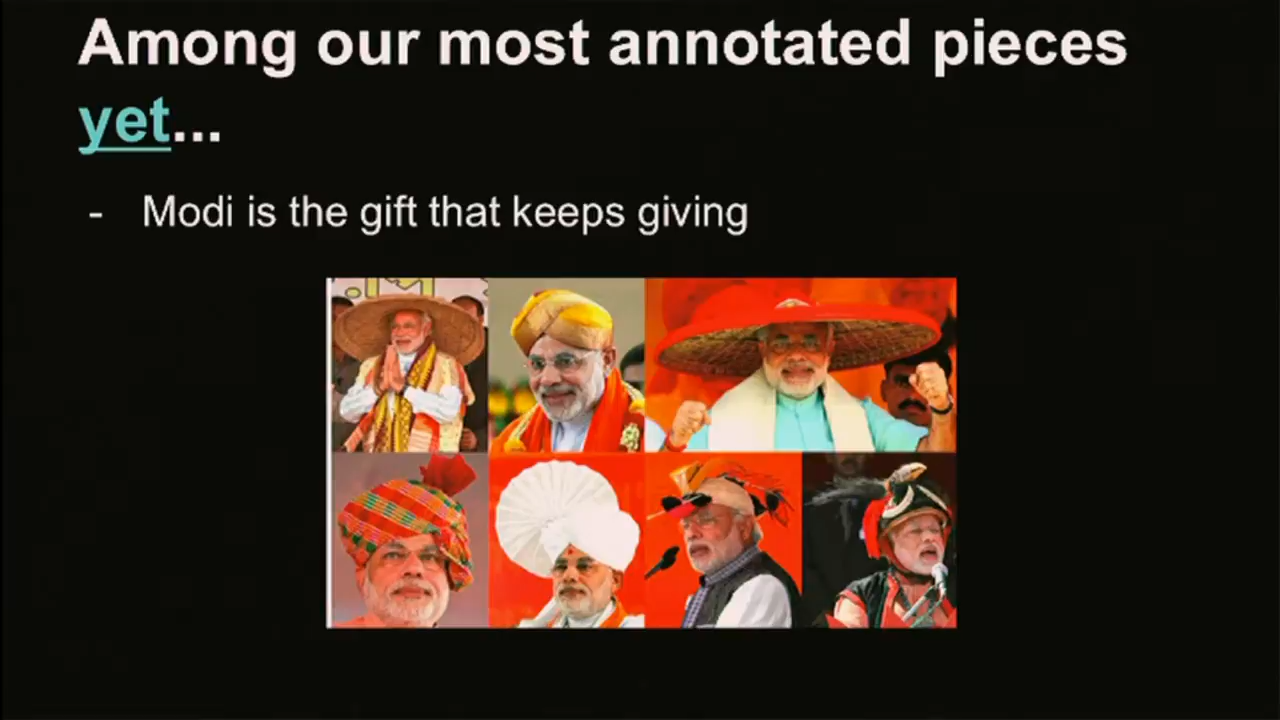 Among our most annotated pieces
yet...
- Modi is the gift that keeps giving